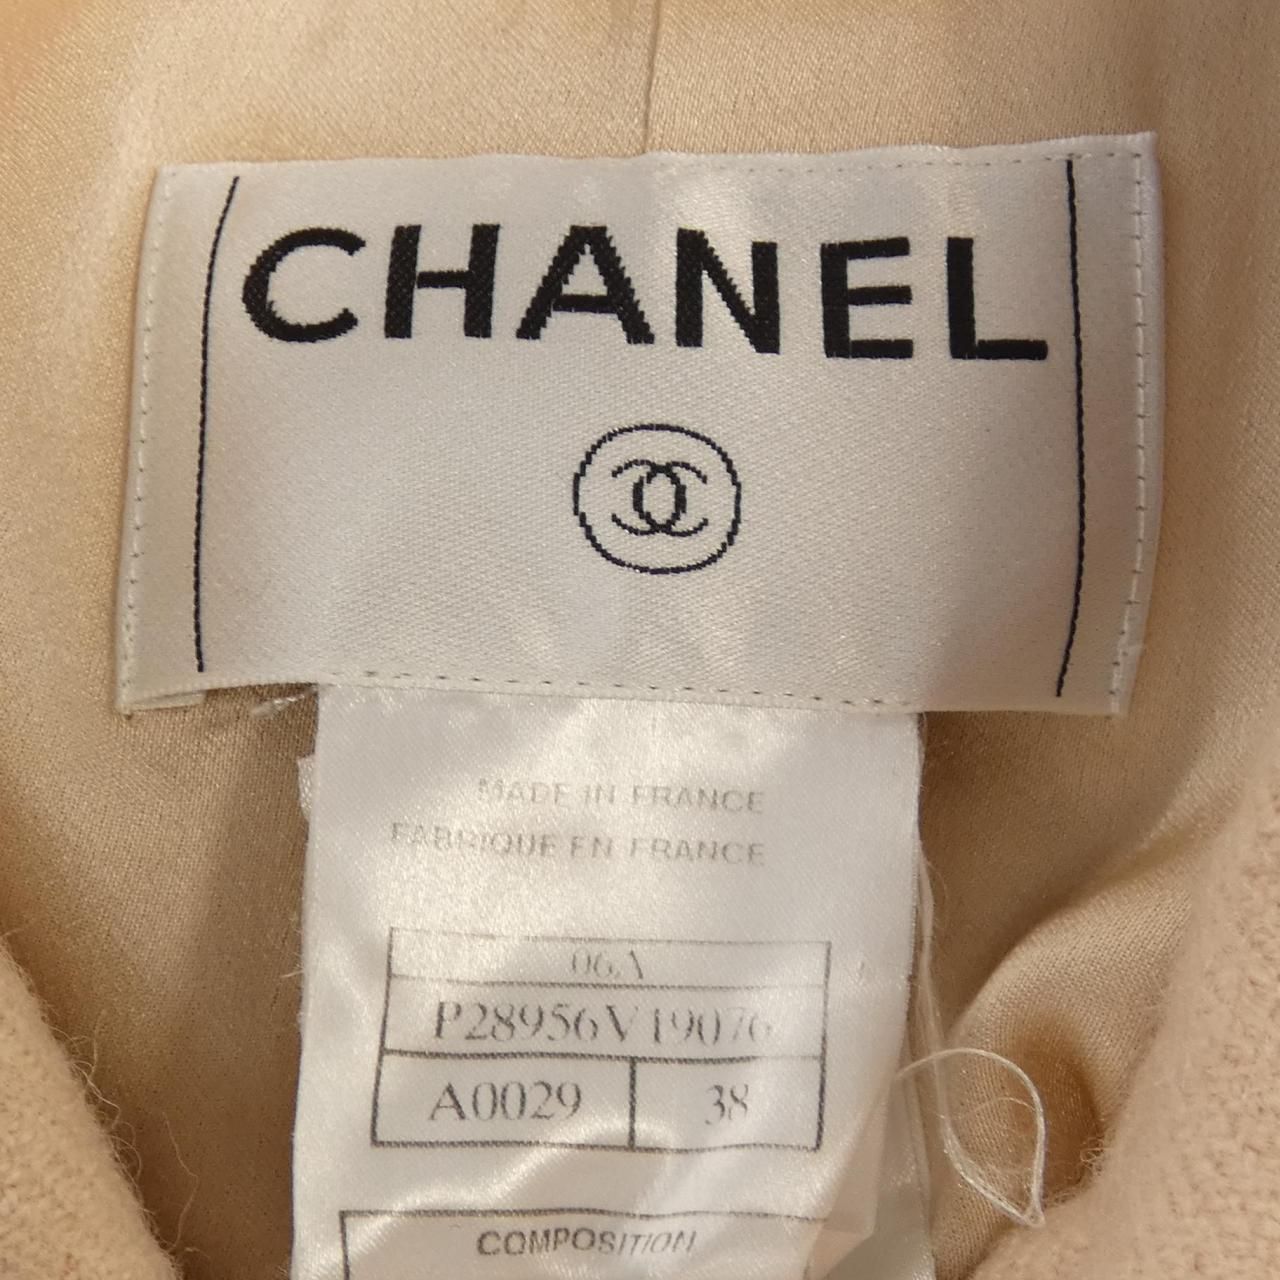 CHANEL
MADE IN FRANCE
FABRIQUE EN FRANCE
06A
P28956V19076
A0029 38
COMPOSITION